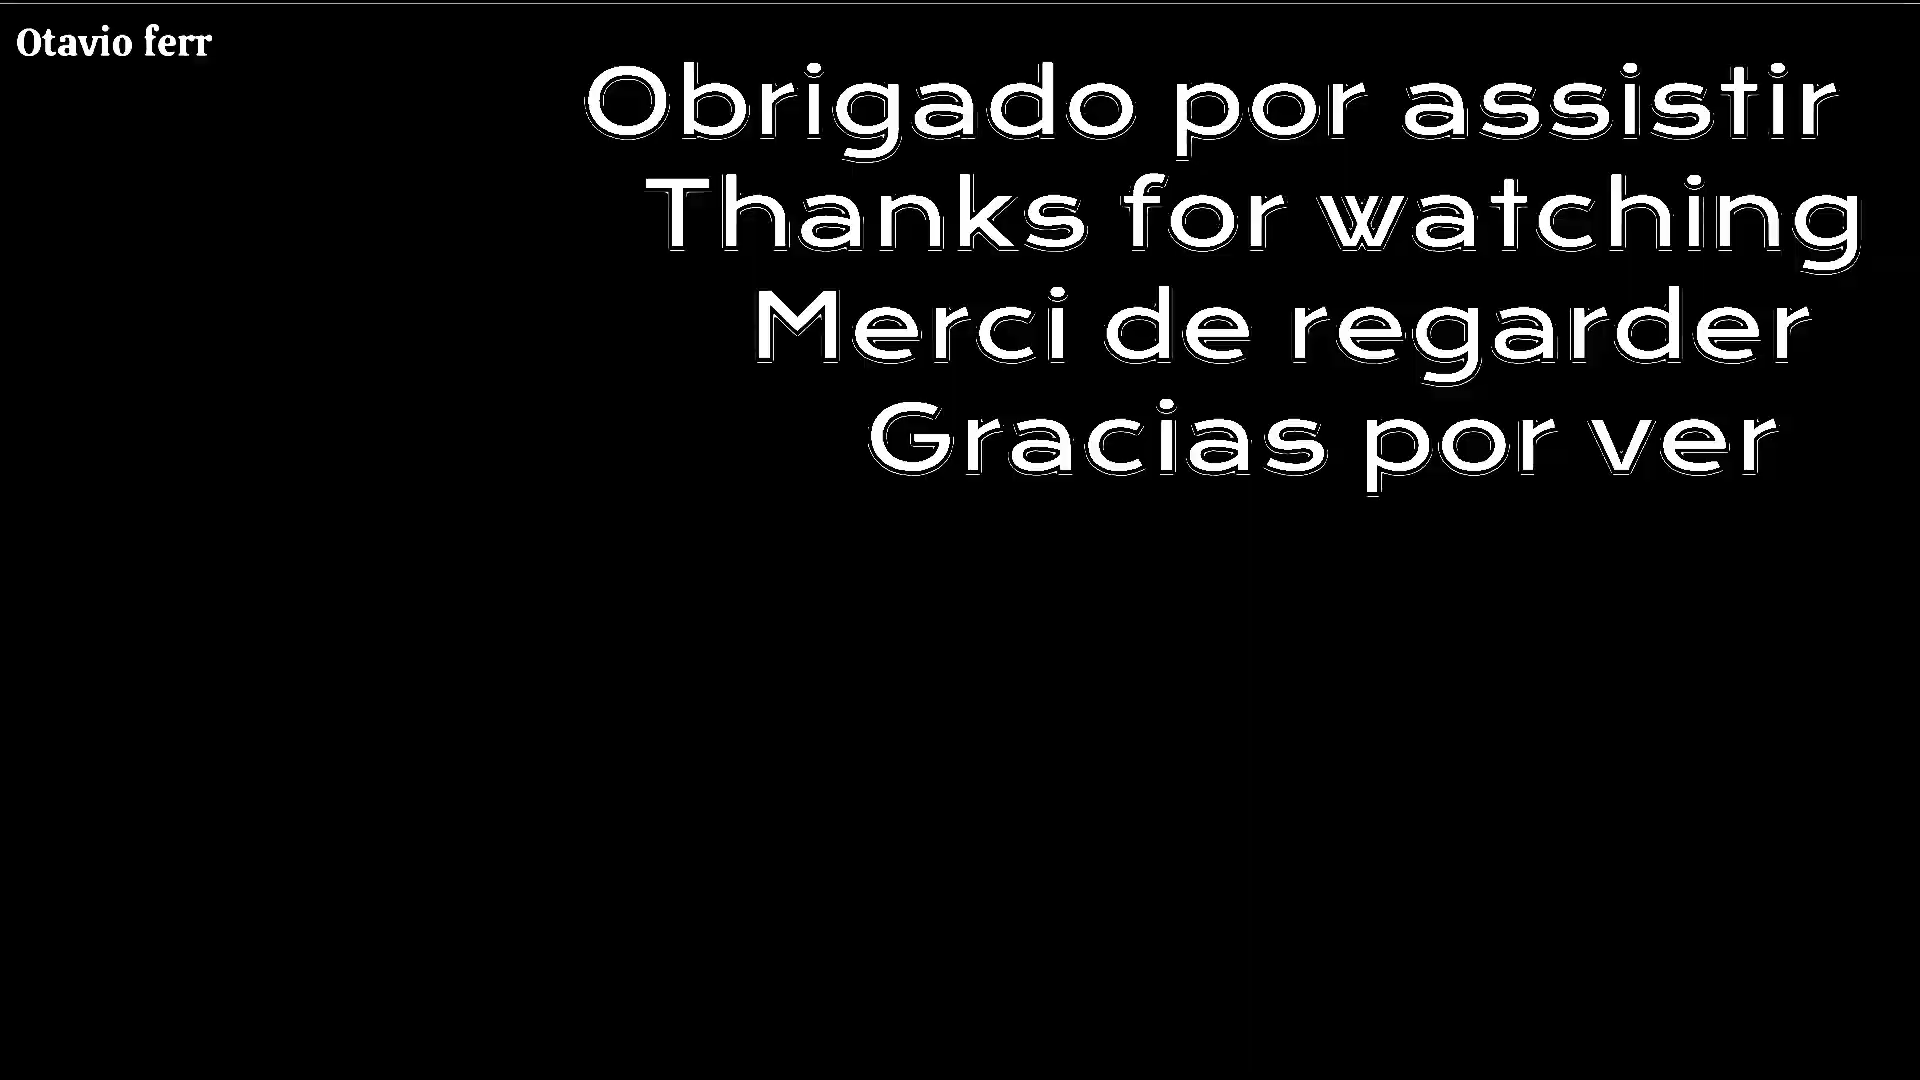 Otavio ferr
Obrigado por assistir
Thanks for watching
Merci de regarder
Gracias por ver